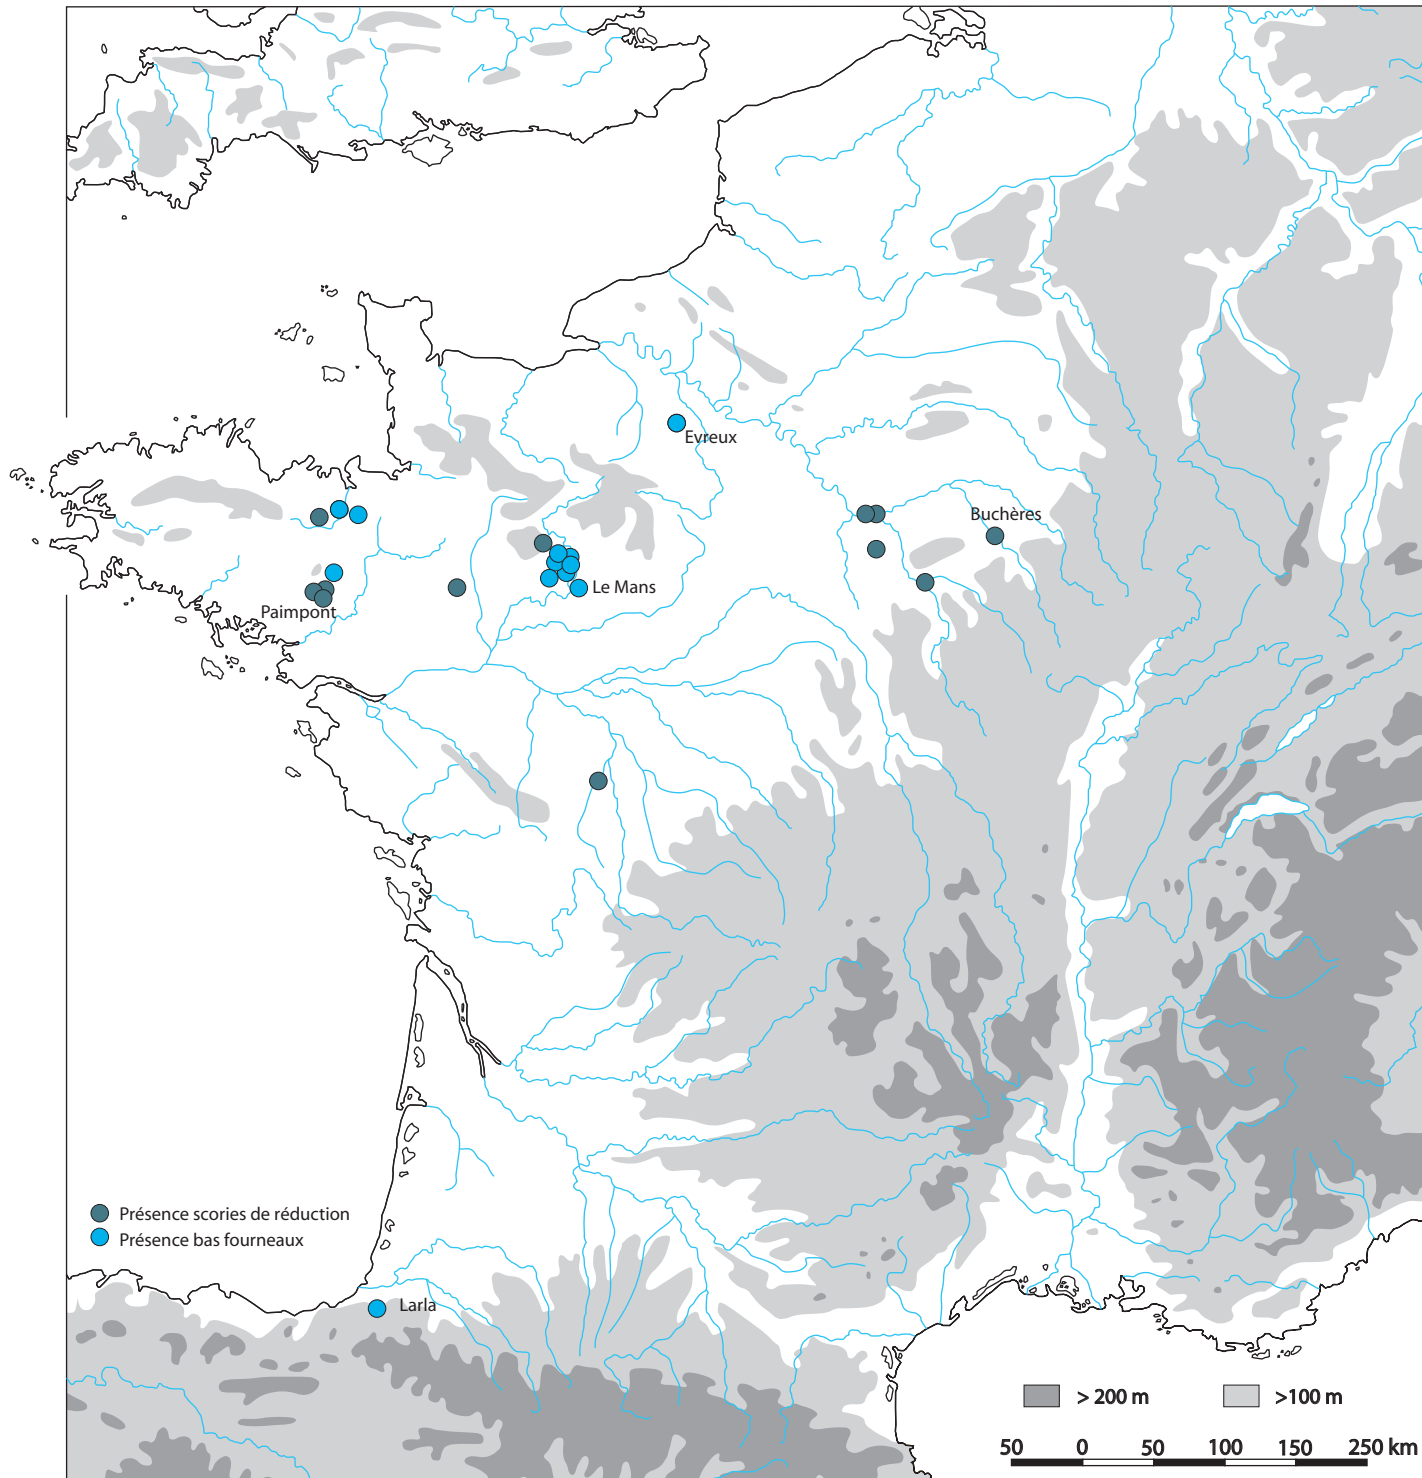 Evreux
Buchères
Le Mans
Paimpont
Présence scories de réduction
Présence bas fourneaux
Larla
> 200 m
>100 m
50 0 50 100 150 250 km